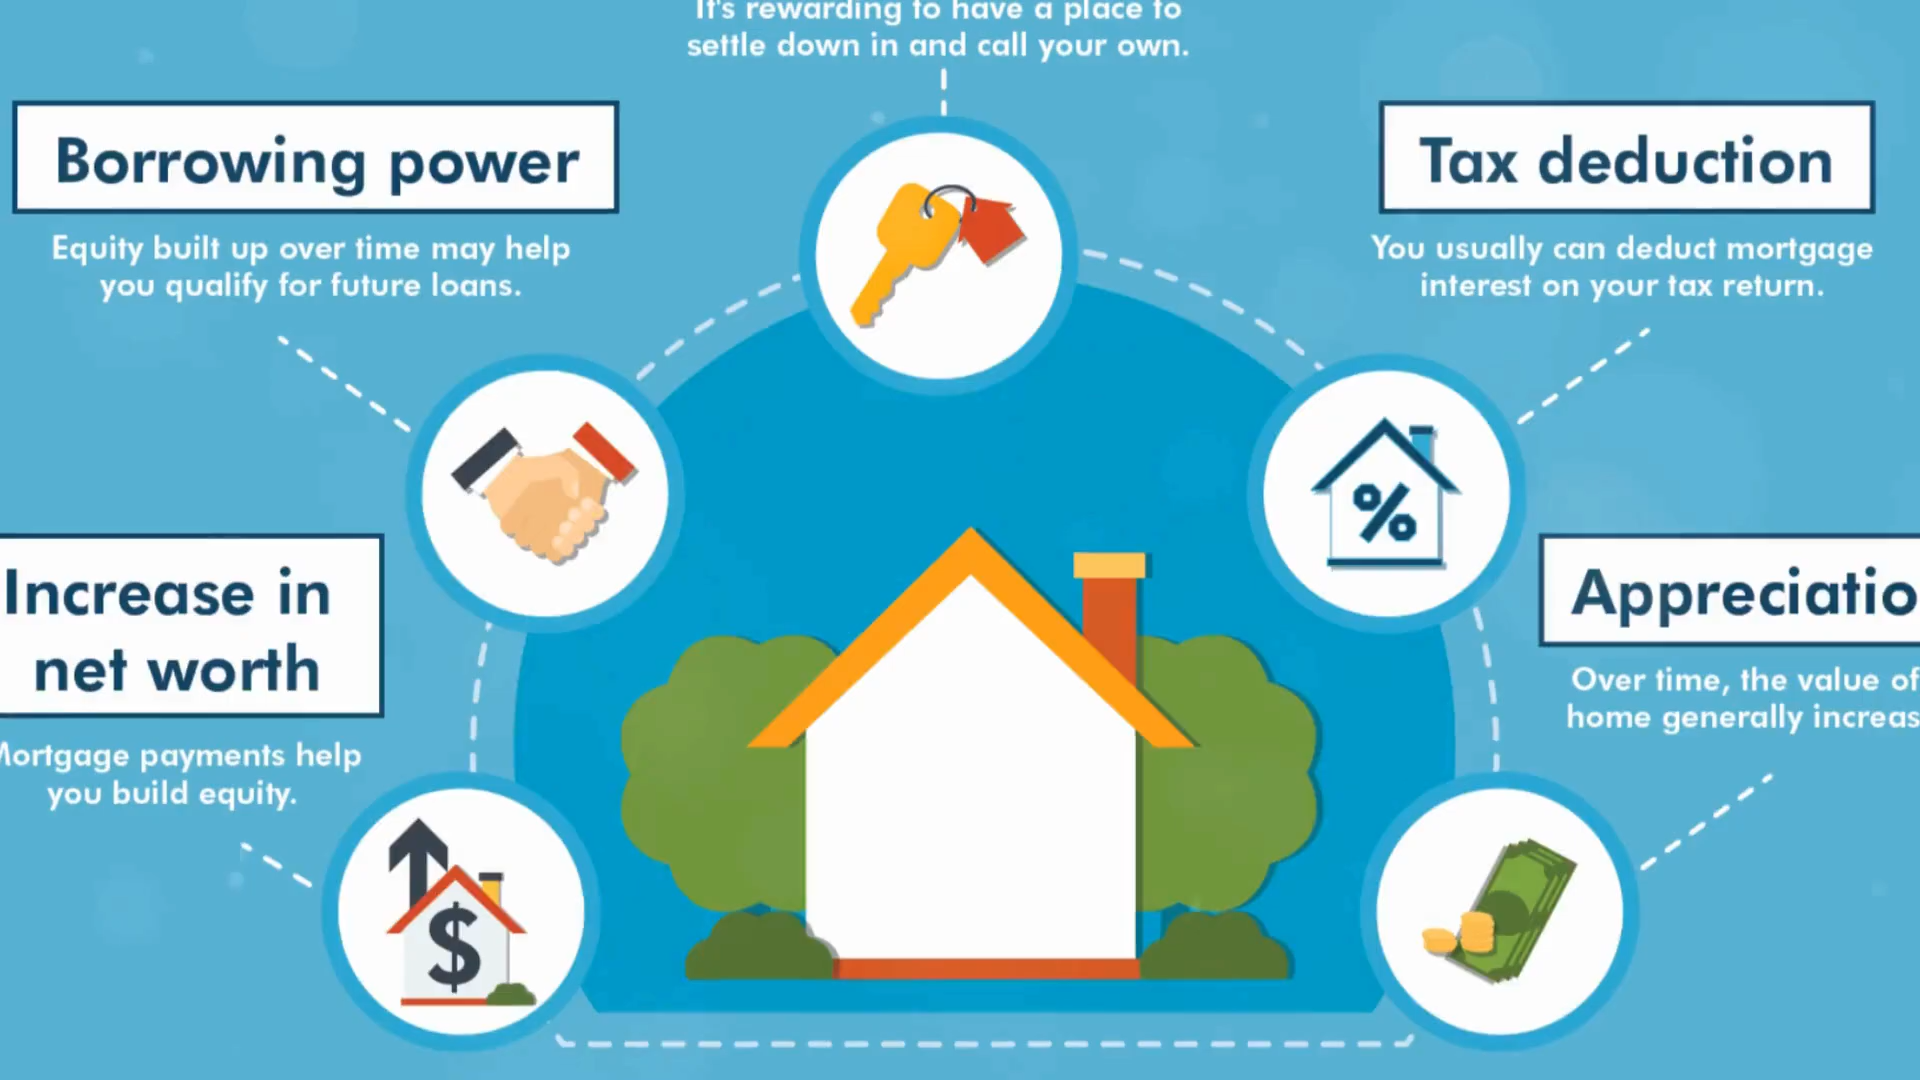 It's rewarding to have a place to
settle down in and call your own.
Borrowing power
Equity built up over time may help
you qualify for future loans.
Tax deduction
You usually can deduct mortgage
interest on your tax return.
%
Increase in
net worth
Mortgage payments help
you build equity.
$
Appreciatio
Over time, the value of
home generally increas